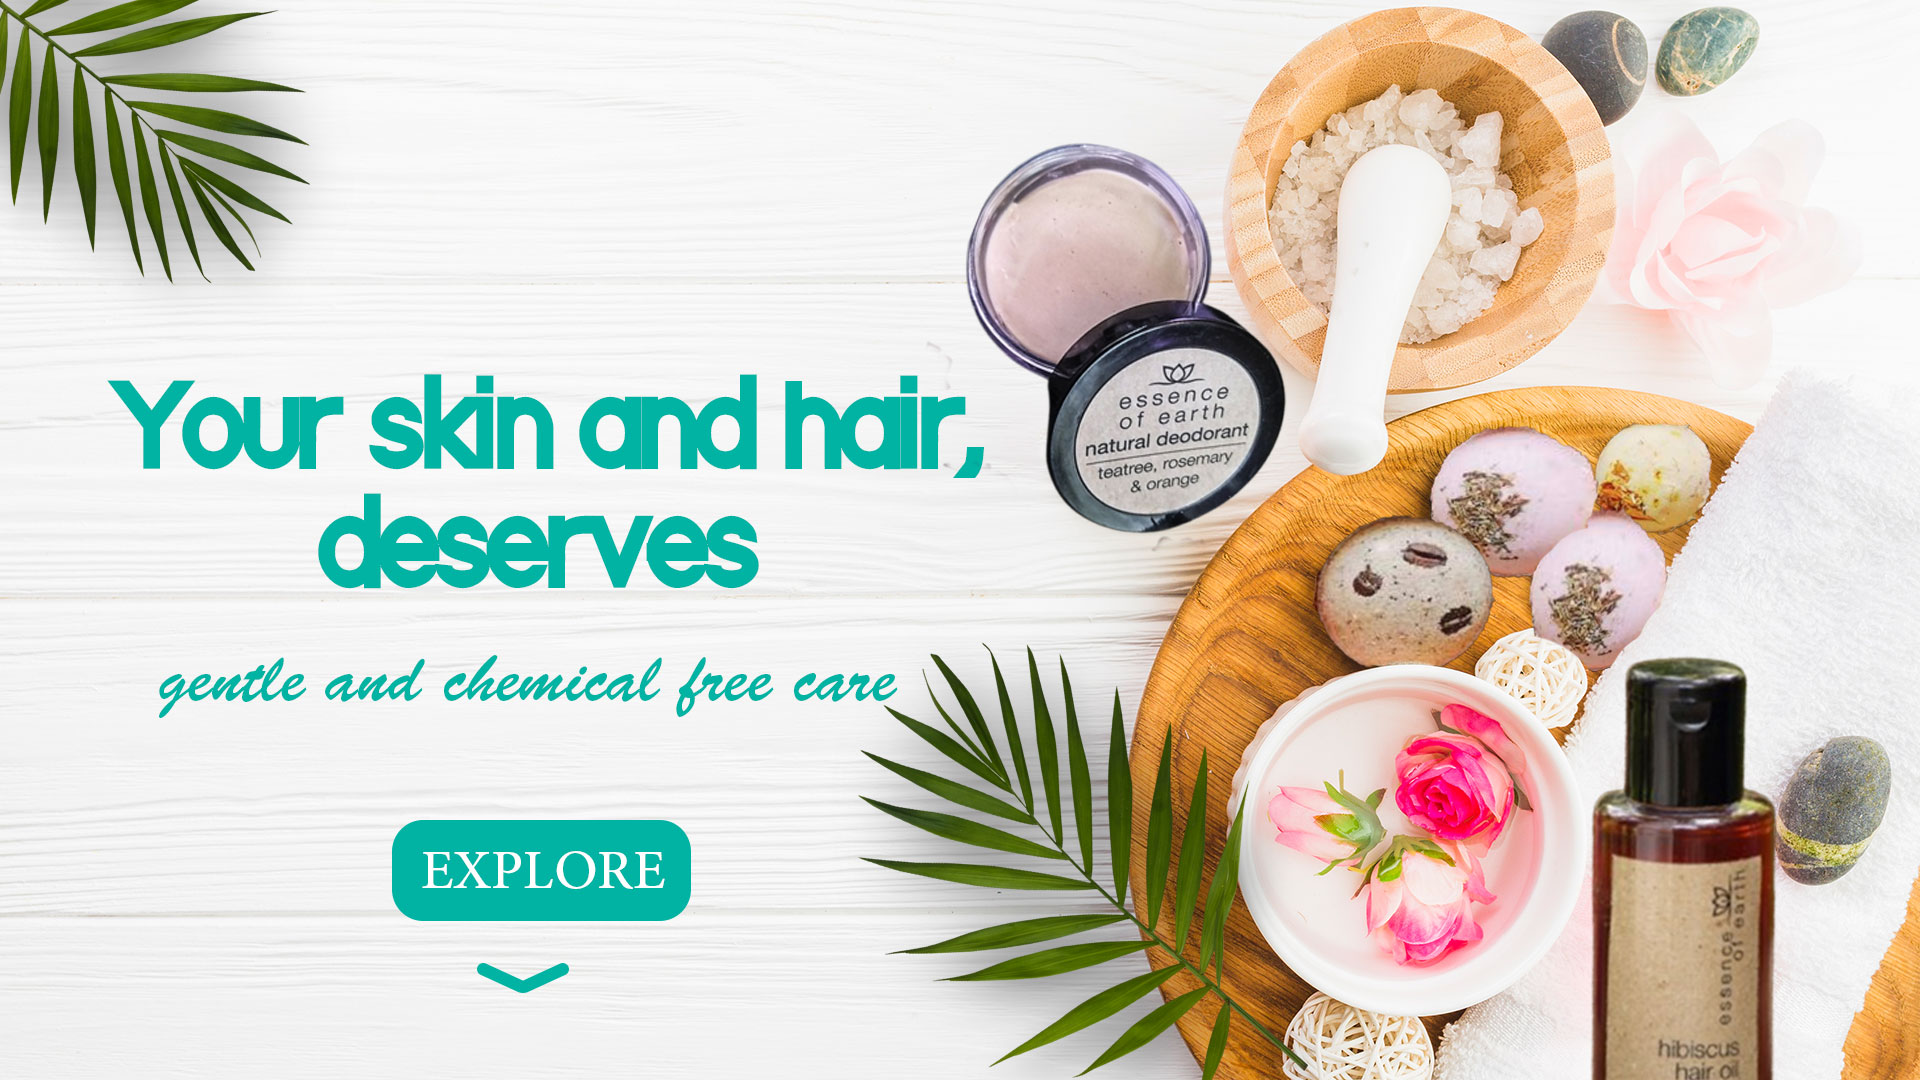 Your skin and hair,
deserves
gentle and chemical free care
EXPLORE
essence
of earth
natural deodorant
teatree, rosemary
& orange
essence
of earth
hibiscus
hair oil